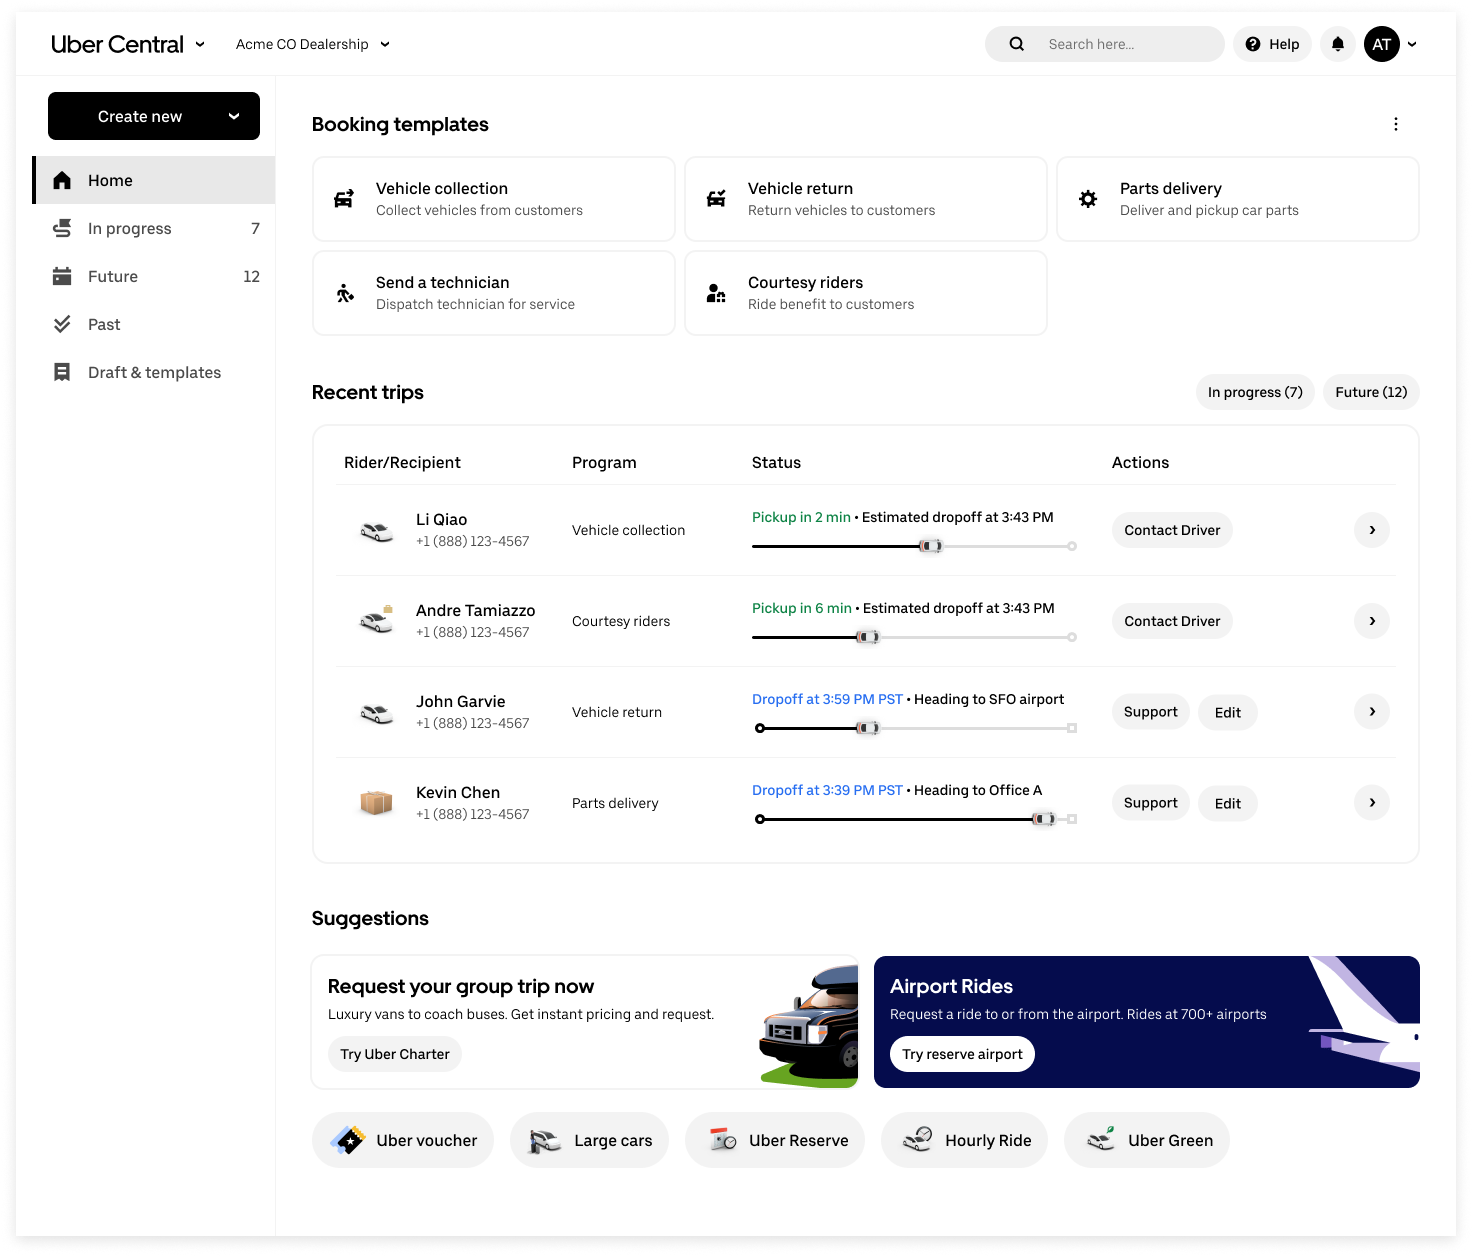 Uber Central
Acme CO Dealership
Search here...
Help
AT
Create new
Home
In progress 7
Future 12
Past
Draft & templates
Booking templates
Vehicle collection
Collect vehicles from customers
Vehicle return
Return vehicles to customers
Parts delivery
Deliver and pickup car parts
Send a technician
Dispatch technician for service
Courtesy riders
Ride benefit to customers
Recent trips
In progress (7)
Future (12)
Rider/Recipient Program Status Actions
Li Qiao
+1 (888) 123-4567
Vehicle collection
Pickup in 2 min • Estimated dropoff at 3:43 PM
Contact Driver
Andre Tamiazzo
+1 (888) 123-4567
Courtesy riders
Pickup in 6 min • Estimated dropoff at 3:43 PM
Contact Driver
John Garvie
+1 (888) 123-4567
Vehicle return
Dropoff at 3:59 PM PST • Heading to SFO airport
Support
Edit
Kevin Chen
+1 (888) 123-4567
Parts delivery
Dropoff at 3:39 PM PST • Heading to Office A
Support
Edit
Suggestions
Request your group trip now
Luxury vans to coach buses. Get instant pricing and request.
Try Uber Charter
Airport Rides
Request a ride to or from the airport. Rides at 700+ airports
Try reserve airport
Uber voucher
Large cars
Uber Reserve
Hourly Ride
Uber Green